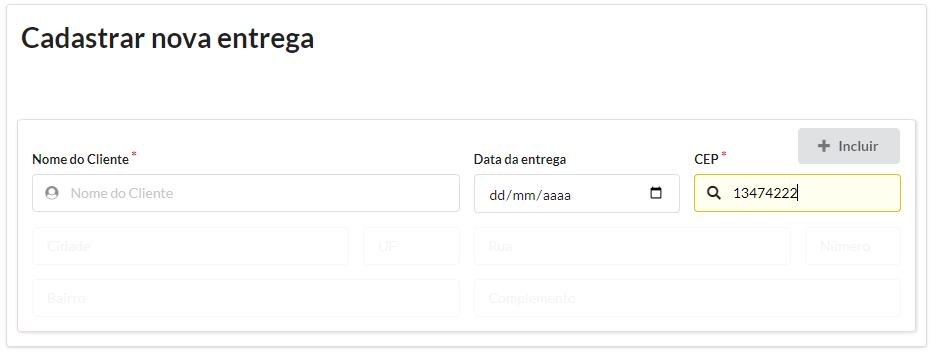 Cadastrar nova entrega
Incluir
Nome do Cliente * Data da entrega CEP *
Nome do Cliente dd/mm/aaaa 13474222
Cidade UF Rua Número
Bairro Complemento